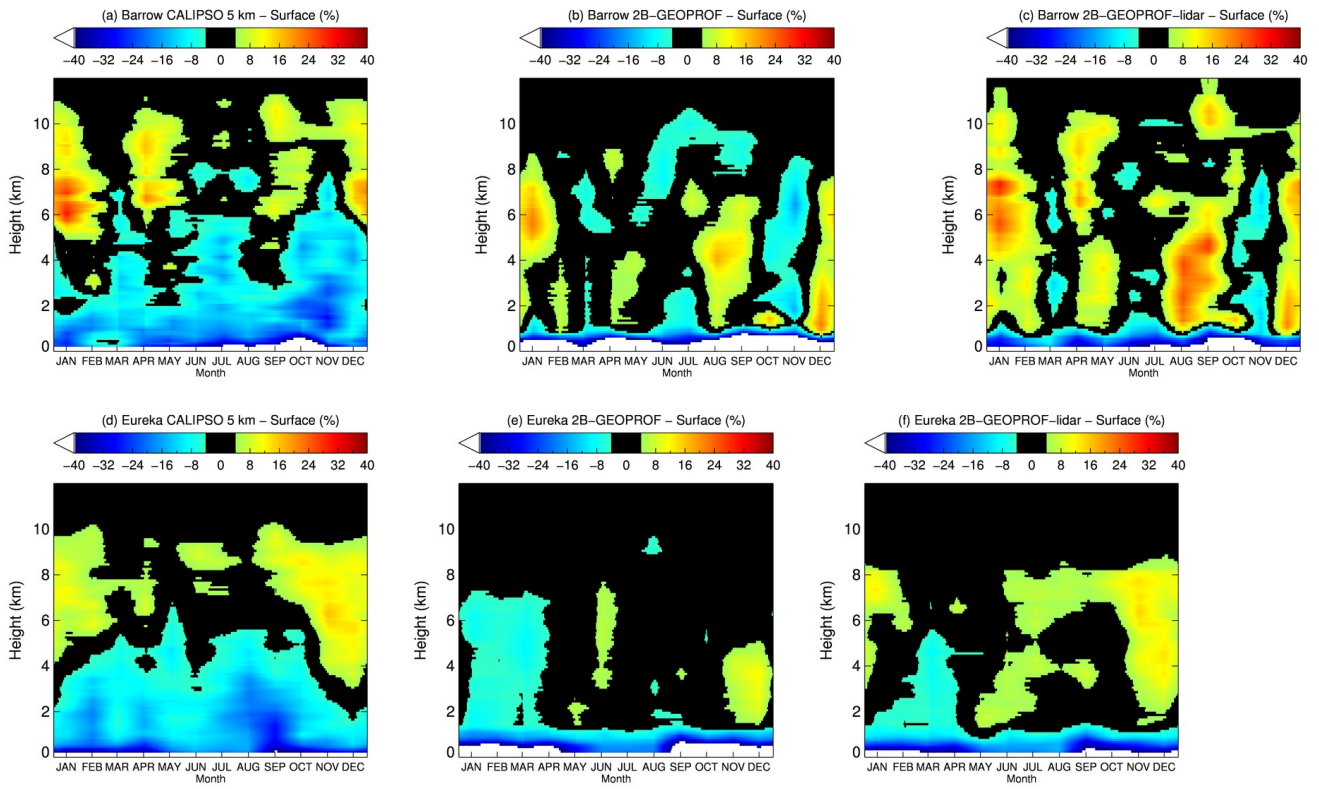 (a) Barrow CALIPSO 5 km − Surface (%)
−40 −32 −24 −16 −8 0 8 16 24 32 40
Height (km)
10
8
6
4
2
0
JAN FEB MAR APR MAY JUN JUL AUG SEP OCT NOV DEC
Month
(b) Barrow 2B−GEOPROF − Surface (%)
−40 −32 −24 −16 −8 0 8 16 24 32 40
Height (km)
10
8
6
4
2
0
JAN FEB MAR APR MAY JUN JUL AUG SEP OCT NOV DEC
Month
(c) Barrow 2B−GEOPROF−lidar − Surface (%)
−40 −32 −24 −16 −8 0 8 16 24 32 40
Height (km)
10
8
6
4
2
0
JAN FEB MAR APR MAY JUN JUL AUG SEP OCT NOV DEC
Month
(d) Eureka CALIPSO 5 km − Surface (%)
−40 −32 −24 −16 −8 0 8 16 24 32 40
Height (km)
10
8
6
4
2
0
JAN FEB MAR APR MAY JUN JUL AUG SEP OCT NOV DEC
Month
(e) Eureka 2B−GEOPROF − Surface (%)
−40 −32 −24 −16 −8 0 8 16 24 32 40
Height (km)
10
8
6
4
2
0
JAN FEB MAR APR MAY JUN JUL AUG SEP OCT NOV DEC
Month
(f) Eureka 2B−GEOPROF−lidar − Surface (%)
−40 −32 −24 −16 −8 0 8 16 24 32 40
Height (km)
10
8
6
4
2
0
JAN FEB MAR APR MAY JUN JUL AUG SEP OCT NOV DEC
Month